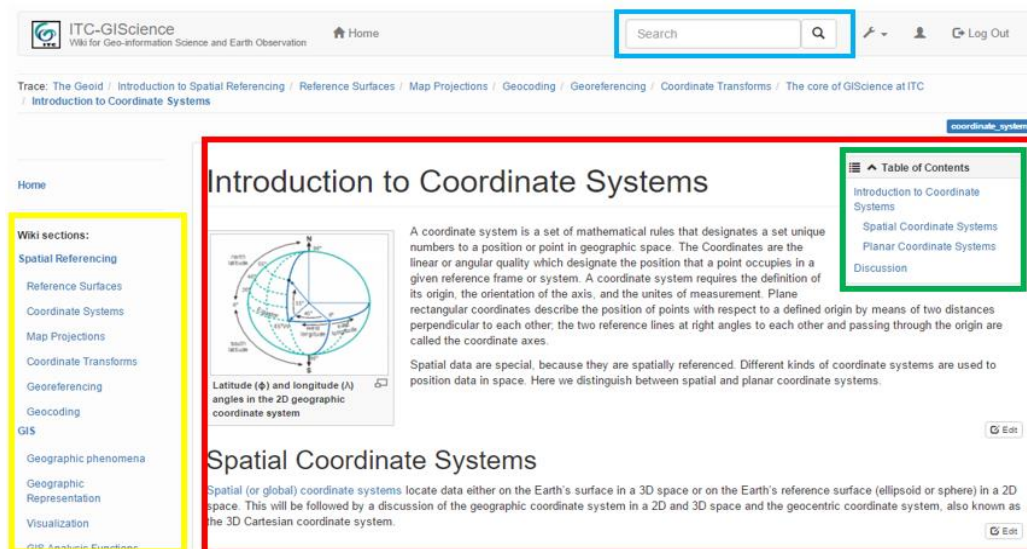 ITC-GIScience
Wiki for Geo-information Science and Earth Observation
Home
Search
Log Out
Trace: The Geoid / Introduction to Spatial Referencing / Reference Surfaces / Map Projections / Geocoding / Georeferencing / Coordinate Transforms / The core of GIScience at ITC
/ Introduction to Coordinate Systems
coordinate_system
Home
Wiki sections:
Spatial Referencing
Reference Surfaces
Coordinate Systems
Map Projections
Coordinate Transforms
Georeferencing
Geocoding
GIS
Geographic phenomena
Geographic
Representation
Visualization
GIS Analysis Functions
Introduction to Coordinate Systems
N
S
Latitude (ϕ) and longitude (λ)
angles in the 2D geographic
coordinate system
A coordinate system is a set of mathematical rules that designates a set unique
numbers to a position or point in geographic space. The Coordinates are the
linear or angular quality which designate the position that a point occupies in a
given reference frame or system. A coordinate system requires the definition of
its origin, the orientation of the axis, and the unites of measurement. Plane
rectangular coordinates describe the position of points with respect to a defined origin by means of two distances
perpendicular to each other; the two reference lines at right angles to each other and passing through the origin are
called the coordinate axes.
Spatial data are special, because they are spatially referenced. Different kinds of coordinate systems are used to
position data in space. Here we distinguish between spatial and planar coordinate systems.
Edit
Table of Contents
Introduction to Coordinate
Systems
Spatial Coordinate Systems
Planar Coordinate Systems
Discussion
Spatial Coordinate Systems
Spatial (or global) coordinate systems locate data either on the Earth's surface in a 3D space or on the Earth's reference surface (ellipsoid or sphere) in a 2D
space. This will be followed by a discussion of the geographic coordinate system in a 2D and 3D space and the geocentric coordinate system, also known as
the 3D Cartesian coordinate system.
Edit